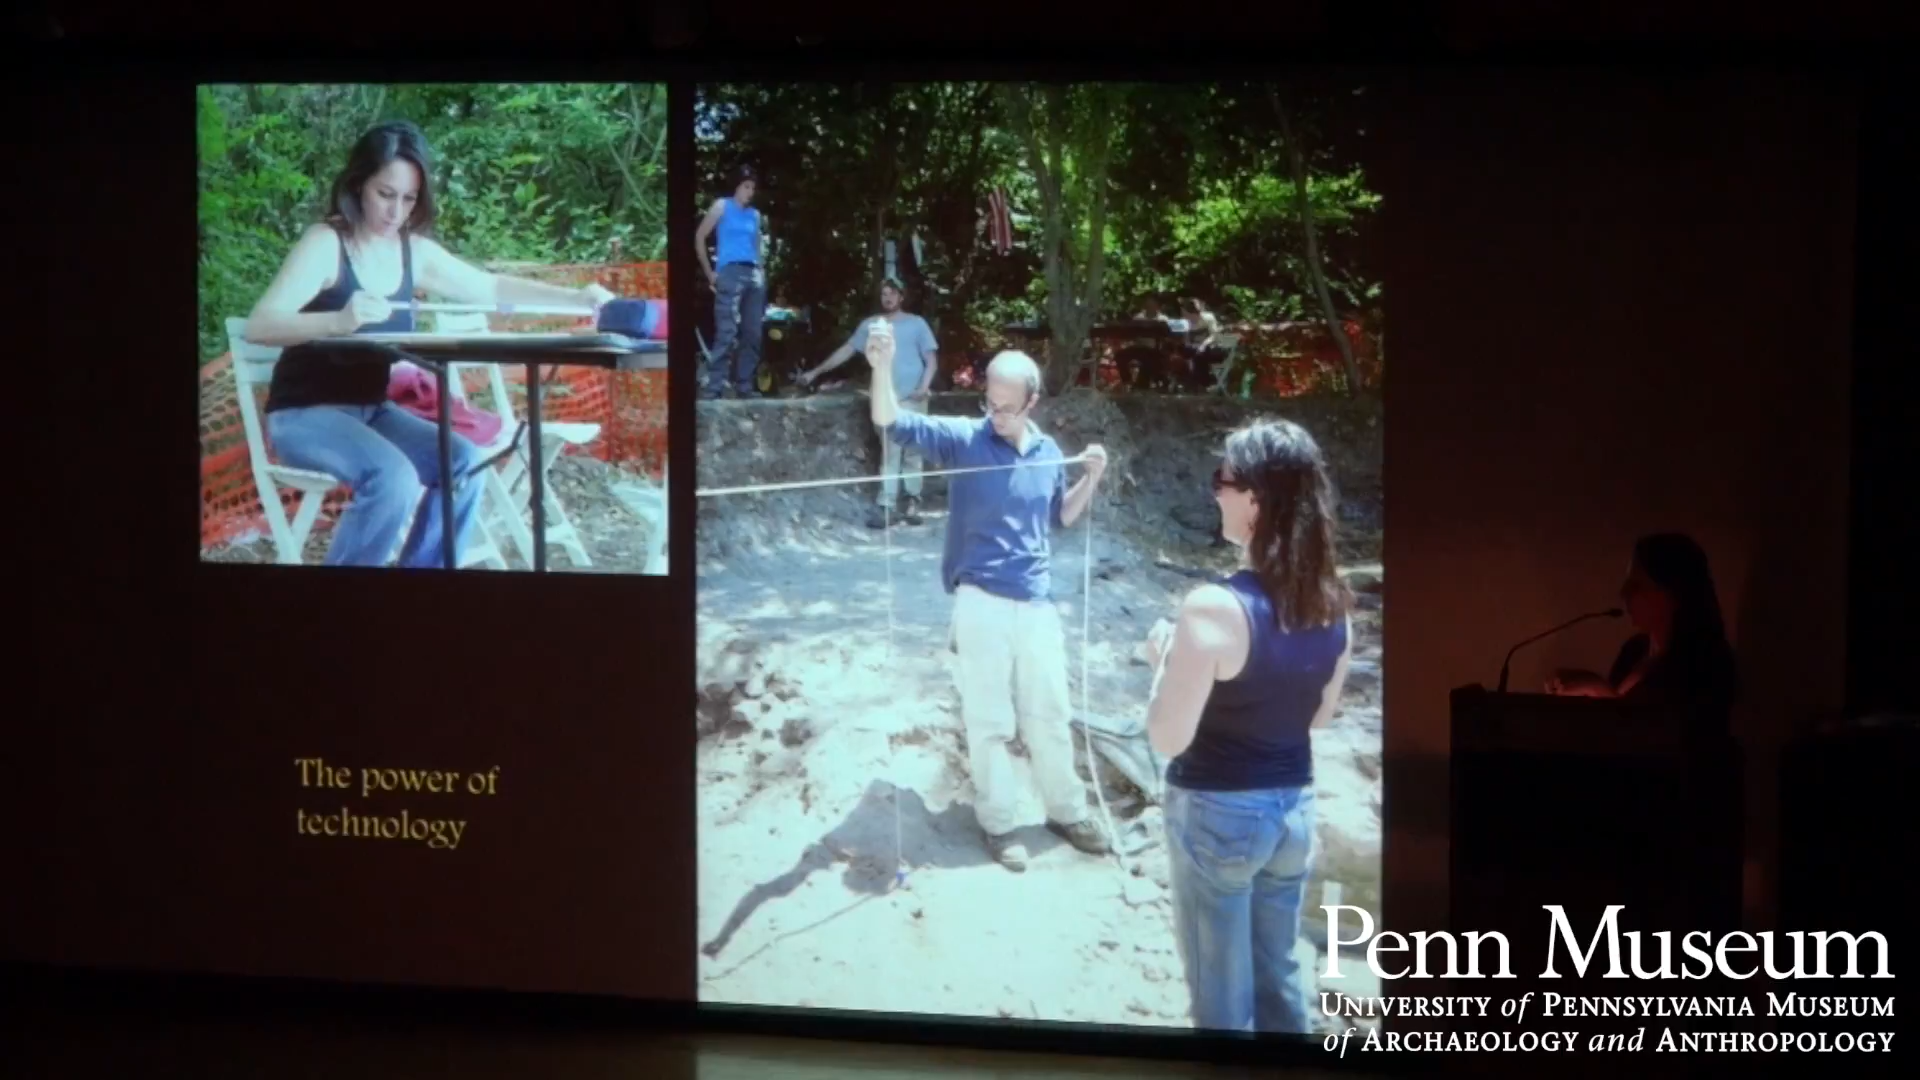 The power of
technology
Penn Museum
University of Pennsylvania Museum
of Archaeology and Anthropology